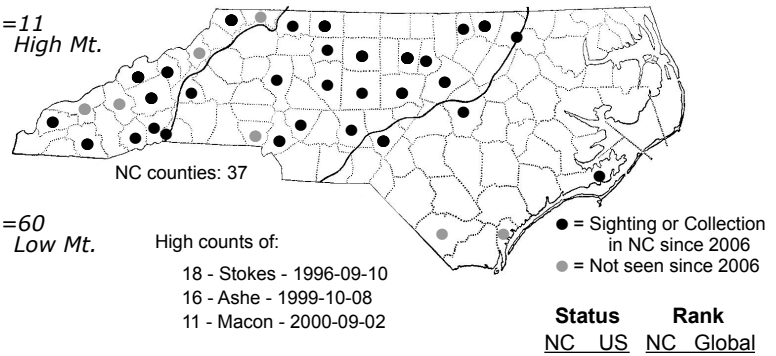 =11
High Mt.
NC counties: 37
=60
Low Mt.
High counts of:
18 - Stokes - 1996-09-10
16 - Ashe - 1999-10-08
11 - Macon - 2000-09-02
= Sighting or Collection
in NC since 2006
= Not seen since 2006
Status Rank
NC US NC Global